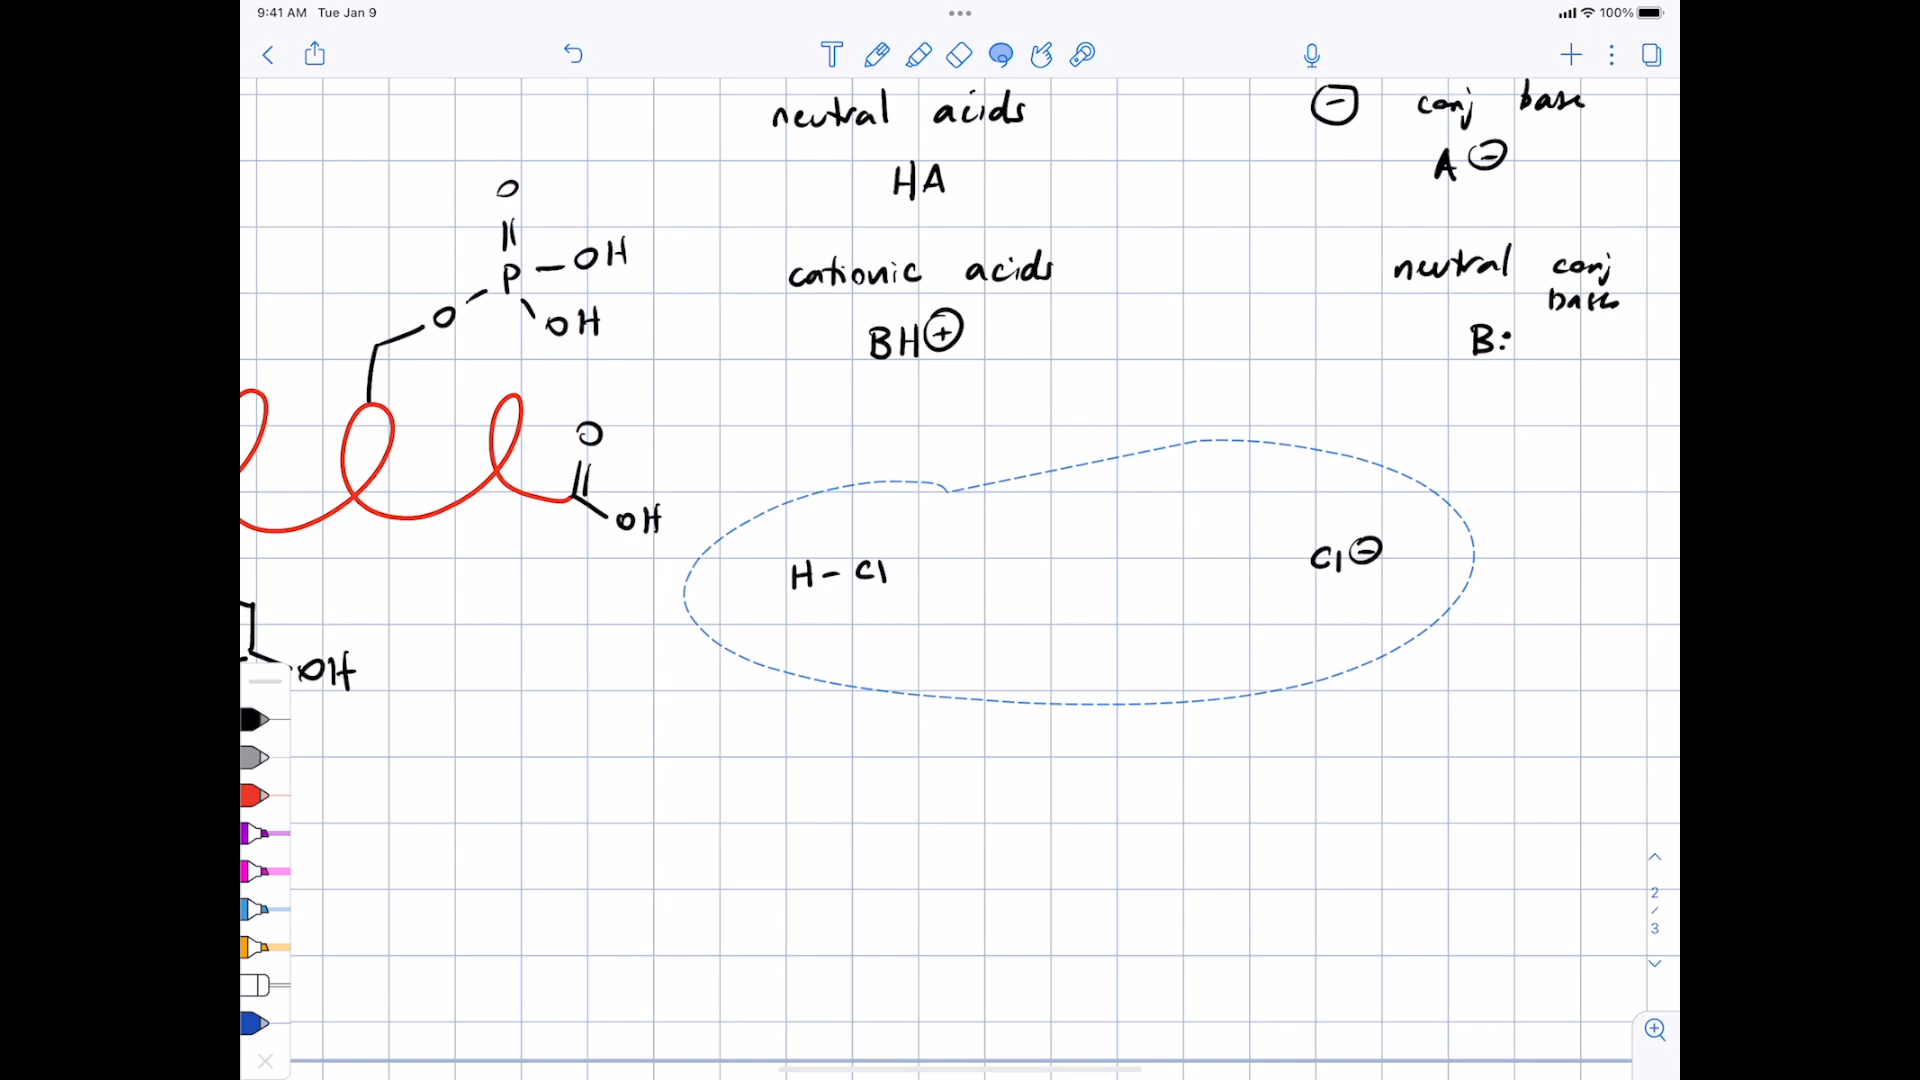 9:41 AM Tue Jan 9
100%
neutral acids
⊖ conj base
HA
A⊖
O
||
P-OH
O
OH
cationic acids
neutral conj
base
BH⊕
B:
O
OH
H-Cl
Cl⊖
OH
2
/
3